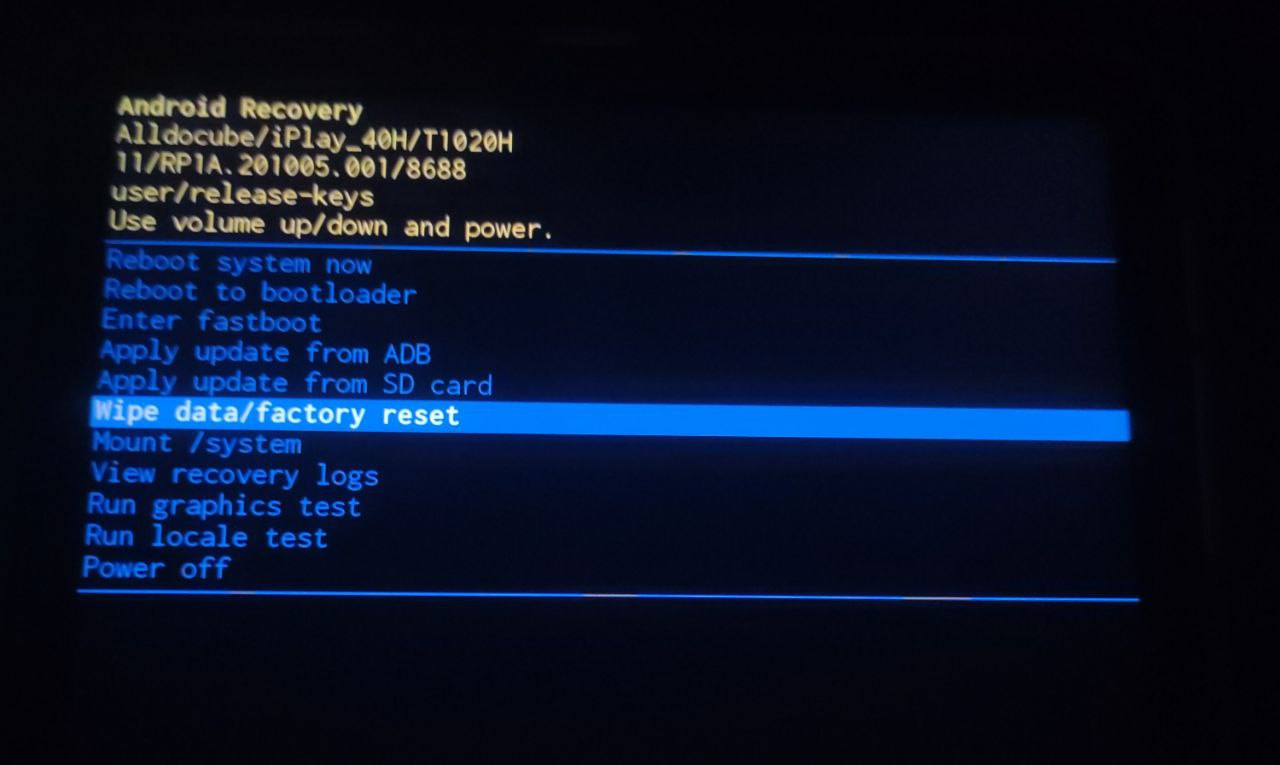 Android Recovery
Alldocube/iPlay_40H/T1020H
11/RP1A.201005.001/8688
user/release-keys
Use volume up/down and power.
Reboot system now
Reboot to bootloader
Enter fastboot
Apply update from ADB
Apply update from SD card
Wipe data/factory reset
Mount /system
View recovery logs
Run graphics test
Run locale test
Power off